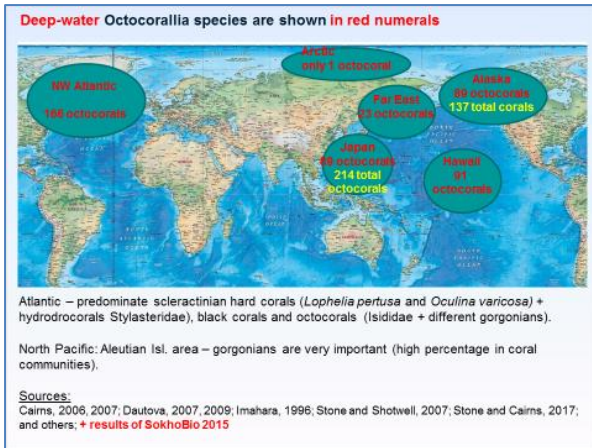 Deep-water Octocorallia species are shown in red numerals
Arctic
only 1 octocoral
NW Atlantic
166 octocorals
Alaska
89 octocorals
137 total corals
Far East
23 octocorals
Japan
89 octocorals
214 total
octocorals
Hawaii
91
octocorals
Atlantic – predominate scleractinian hard corals (Lophelia pertusa and Oculina varicosa) +
hydrodrocorals Stylasteridae), black corals and octocorals (Isididae + different gorgonians).
North Pacific: Aleutian Isl. area – gorgonians are very important (high percentage in coral
communities).
Sources:
Cairns, 2006, 2007; Dautova, 2007, 2009; Imahara, 1996; Stone and Shotwell, 2007; Stone and Cairns, 2017;
and others; + results of SokhoBio 2015